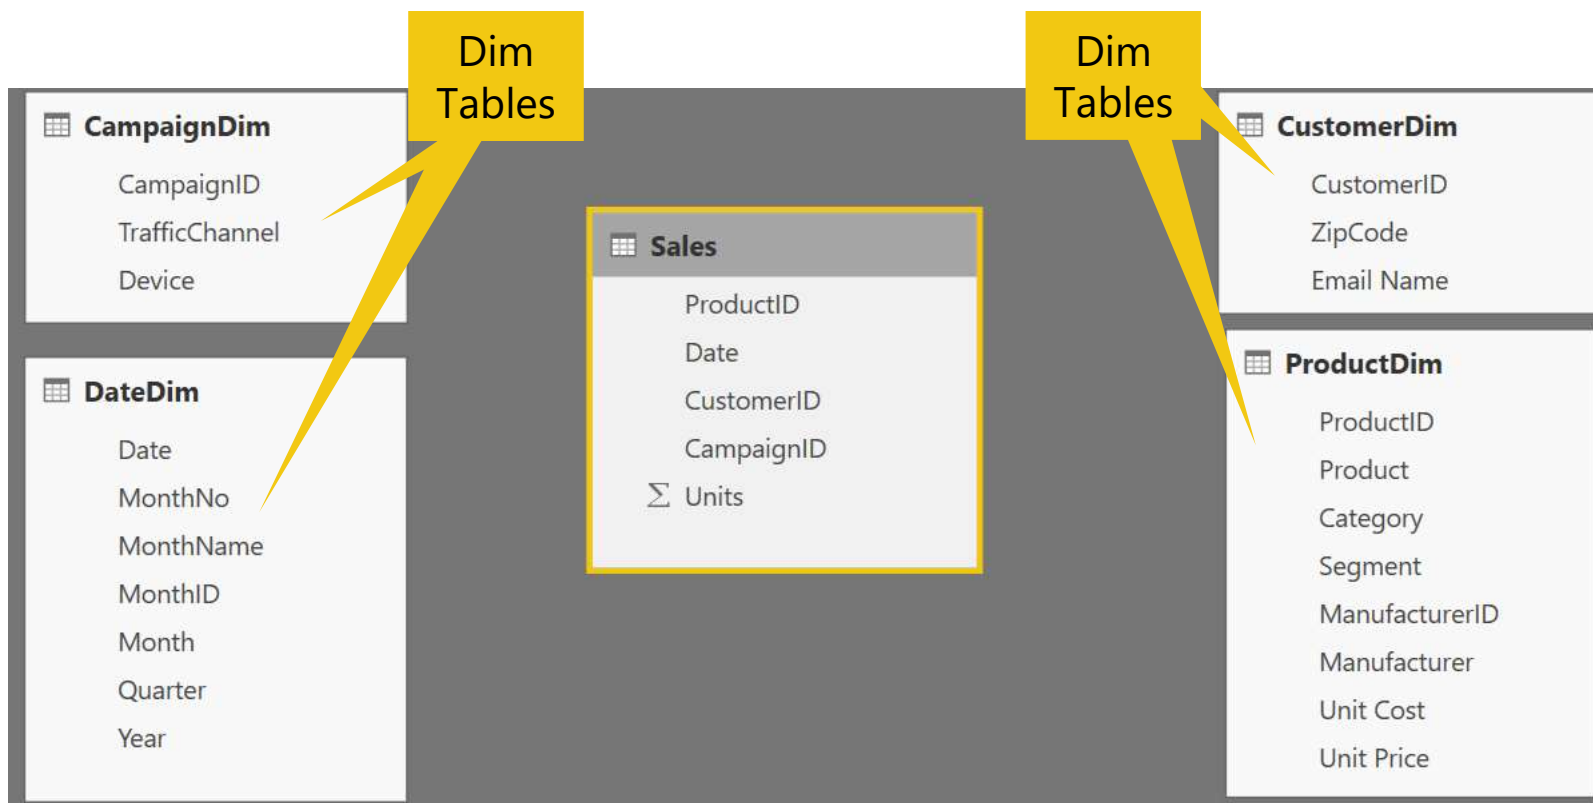 Dim
Tables
Dim
Tables
CampaignDim
CampaignID
TrafficChannel
Device
DateDim
Date
MonthNo
MonthName
MonthID
Month
Quarter
Year
Sales
ProductID
Date
CustomerID
CampaignID
Σ Units
CustomerDim
CustomerID
ZipCode
Email Name
ProductDim
ProductID
Product
Category
Segment
ManufacturerID
Manufacturer
Unit Cost
Unit Price